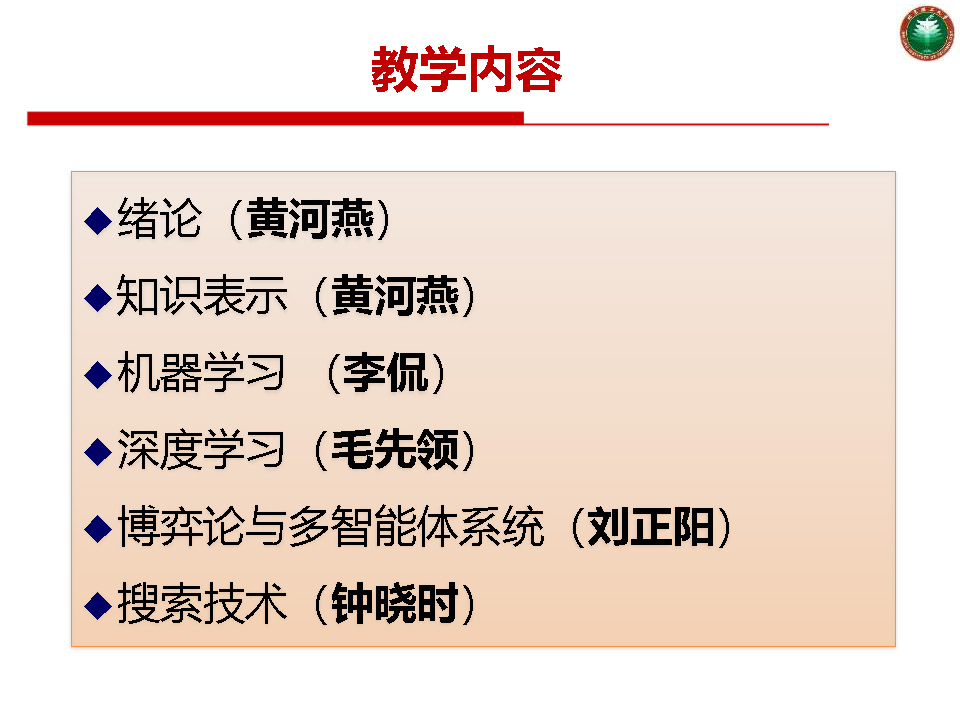 教学内容
◆绪论（黄河燕）
◆知识表示（黄河燕）
◆机器学习 （李侃）
◆深度学习（毛先领）
◆博弈论与多智能体系统（刘正阳）
◆搜索技术（钟晓时）